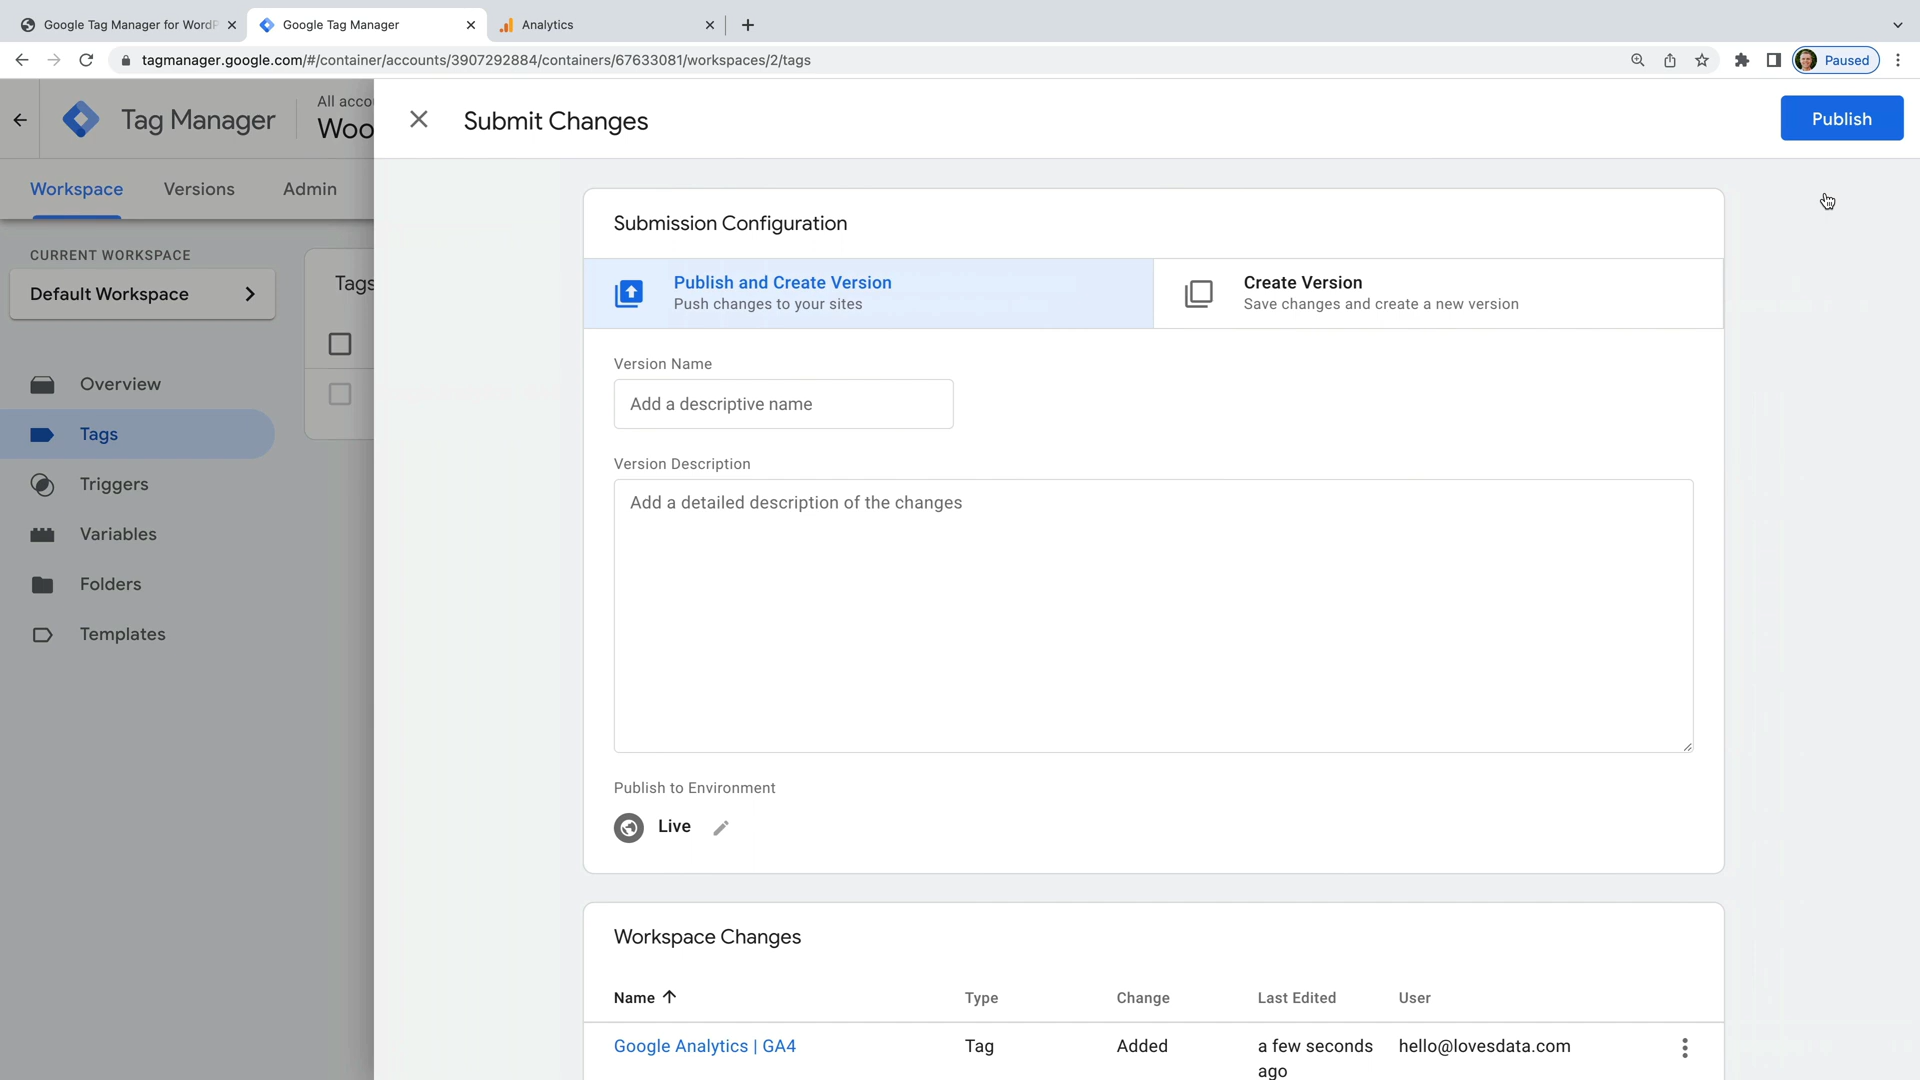 Google Tag Manager for WordP
Google Tag Manager
Analytics
tagmanager.google.com/#/container/accounts/3907292884/containers/67633081/workspaces/2/tags
Paused
Tag Manager
All acco
Woo
Submit Changes
Publish
Workspace
Versions
Admin
CURRENT WORKSPACE
Default Workspace
Overview
Tags
Triggers
Variables
Folders
Templates
Tags
Submission Configuration
Publish and Create Version
Push changes to your sites
Create Version
Save changes and create a new version
Version Name
Add a descriptive name
Version Description
Add a detailed description of the changes
Publish to Environment
Live
Workspace Changes
Name Type Change Last Edited User
Google Analytics | GA4 Tag Added a few seconds hello@lovesdata.com
ago